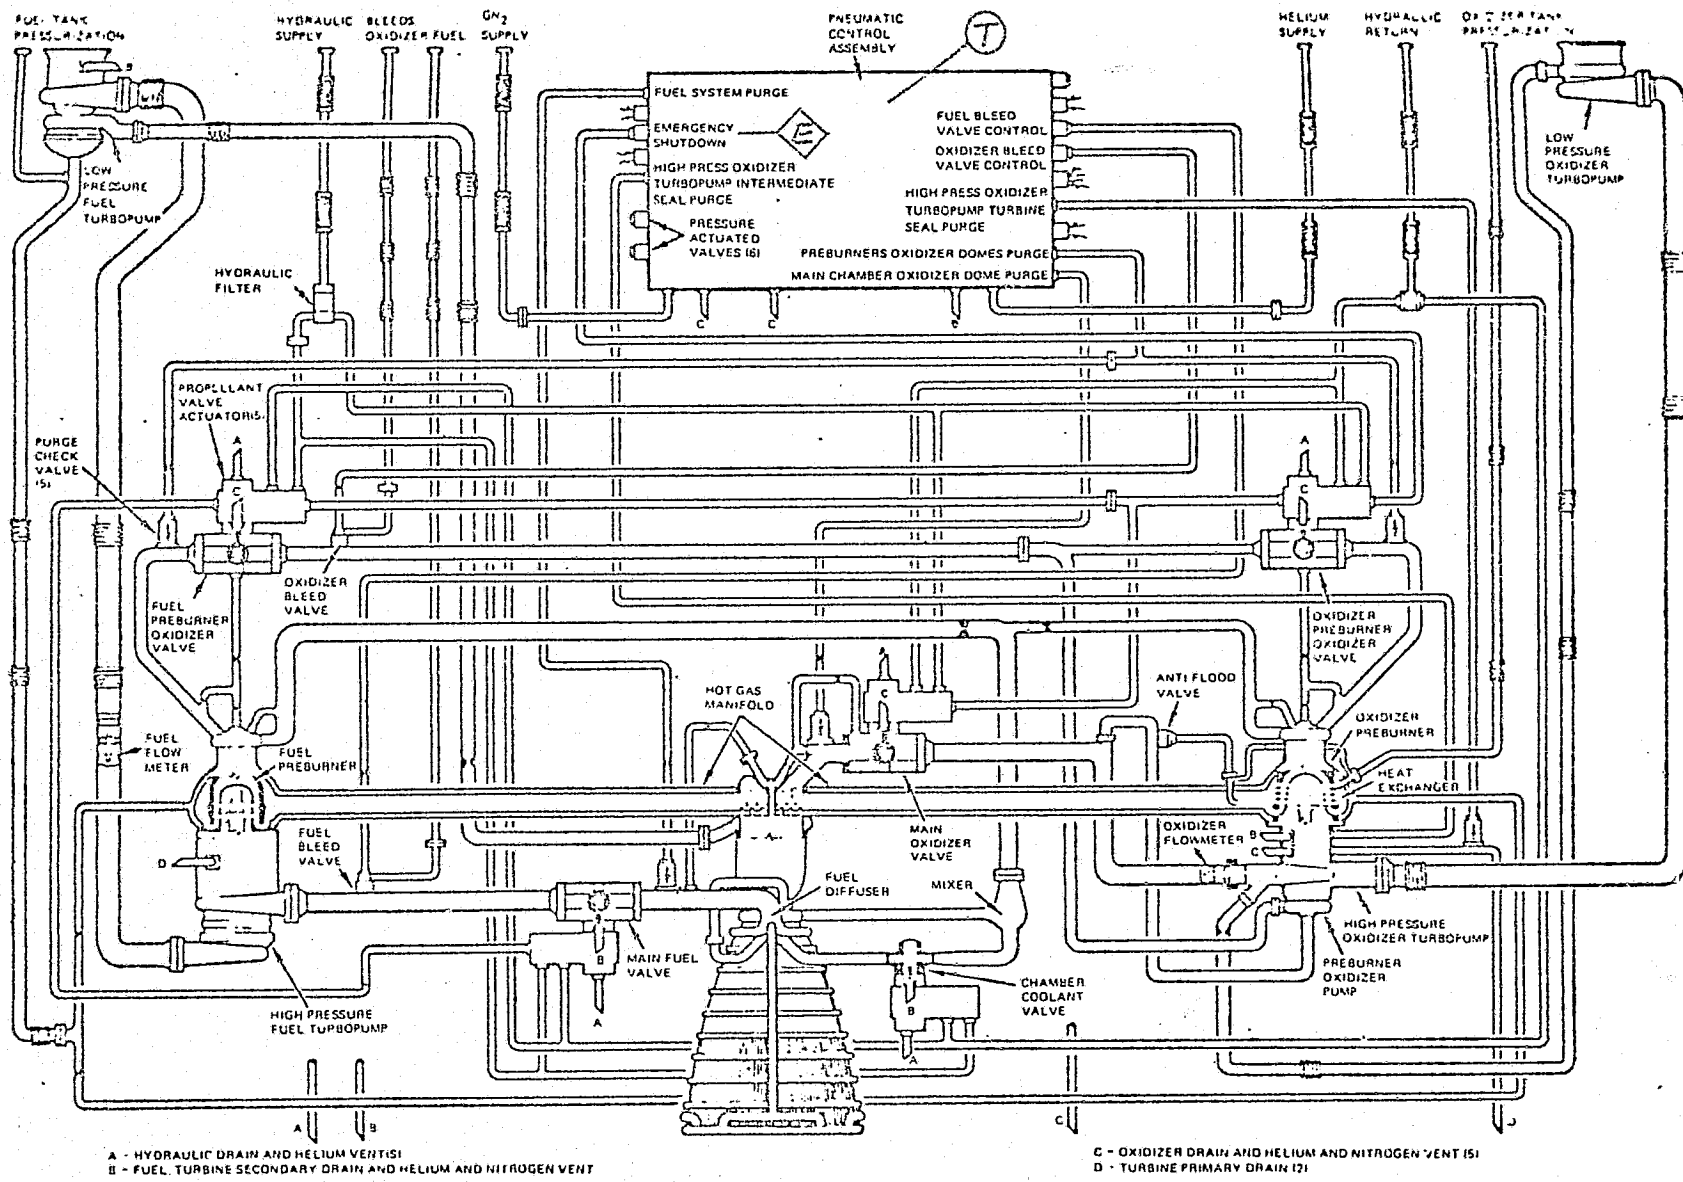 FUEL TANK
PRESSURIZATION
HYDRAULIC
SUPPLY
BLEEDS
OXIDIZER FUEL
GN2
SUPPLY
PNEUMATIC
CONTROL
ASSEMBLY
T
HELIUM
SUPPLY
HYDRAULIC
RETURN
OXIDIZER TANK
PRESSURIZATION
B
FUEL SYSTEM PURGE
EMERGENCY
SHUTDOWN
E
HIGH PRESS OXIDIZER
TURBOPUMP INTERMEDIATE
SEAL PURGE
PRESSURE
ACTUATED
VALVES (6)
FUEL BLEED
VALVE CONTROL
OXIDIZER BLEED
VALVE CONTROL
HIGH PRESS OXIDIZER
TURBOPUMP TURBINE
SEAL PURGE
PREBURNERS OXIDIZER DOMES PURGE
MAIN CHAMBER OXIDIZER DOME PURGE
LOW
PRESSURE
FUEL
TURBOPUMP
LOW
PRESSURE
OXIDIZER
TURBOPUMP
HYDRAULIC
FILTER
C
C
C
PROPELLANT
VALVE
ACTUATOR(5)
PURGE
CHECK
VALVE
(5)
A
C
A
C
FUEL
PREBURNER
OXIDIZER
VALVE
OXIDIZER
BLEED
VALVE
OXIDIZER
PREBURNER
OXIDIZER
VALVE
A
C
HOT GAS
MANIFOLD
ANTI FLOOD
VALVE
FUEL
FLOW
METER
FUEL
PREBURNER
OXIDIZER
PREBURNER
HEAT
EXCHANGER
FUEL
BLEED
VALVE
D
MAIN
OXIDIZER
VALVE
OXIDIZER
FLOWMETER
B
C
FUEL
DIFFUSER
MIXER
MAIN FUEL
VALVE
B
A
HIGH PRESSURE
OXIDIZER TURBOPUMP
PREBURNER
OXIDIZER
PUMP
CHAMBER
COOLANT
VALVE
B
A
HIGH PRESSURE
FUEL TURBOPUMP
A
B
C
D
A - HYDRAULIC DRAIN AND HELIUM VENT(S)
B - FUEL, TURBINE SECONDARY DRAIN AND HELIUM AND NITROGEN VENT
C - OXIDIZER DRAIN AND HELIUM AND NITROGEN VENT (5)
D - TURBINE PRIMARY DRAIN (2)